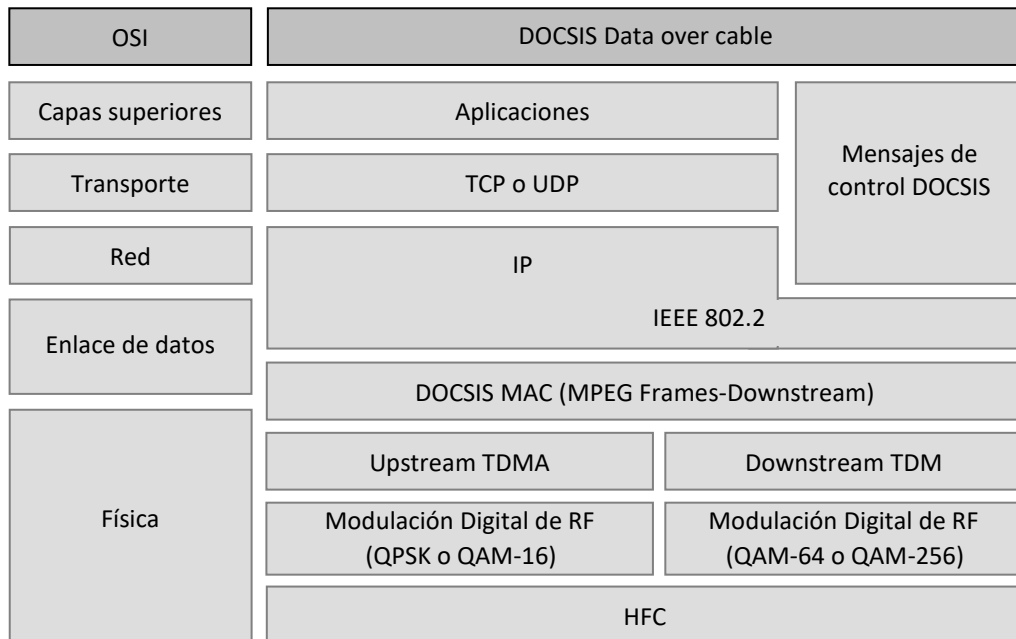 OSI
DOCSIS Data over cable
Capas superiores
Aplicaciones
Mensajes de
control DOCSIS
Transporte
TCP o UDP
Red
IP
IEEE 802.2
Enlace de datos
DOCSIS MAC (MPEG Frames-Downstream)
Física
Upstream TDMA
Downstream TDM
Modulación Digital de RF
(QPSK o QAM-16)
Modulación Digital de RF
(QAM-64 o QAM-256)
HFC